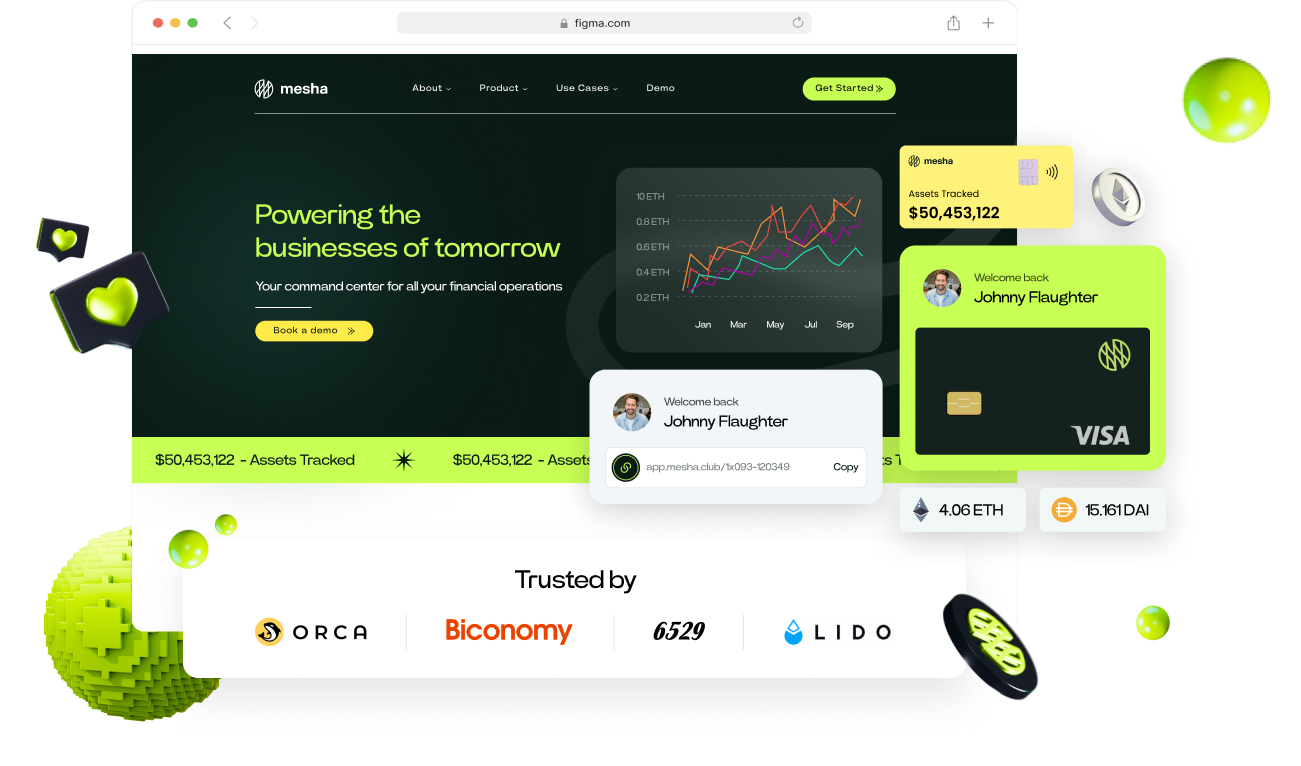 figma.com
mesha
About
Product
Use Cases
Demo
Get Started
Powering the
businesses of tomorrow
Your command center for all your financial operations
Book a demo
10 ETH
0.8 ETH
0.6 ETH
0.4 ETH
0.2 ETH
Jan Mar May Jul Sep
mesha
Assets Tracked
$50,453,122
Welcome back
Johnny Flaughter
VISA
Welcome back
Johnny Flaughter
app.mesha.club/1x093-120349
Copy
$50,453,122 - Assets Tracked
$50,453,122 - Assets
4.06 ETH
15.161 DAI
Trusted by
ORCA
Biconomy
6529
LIDO